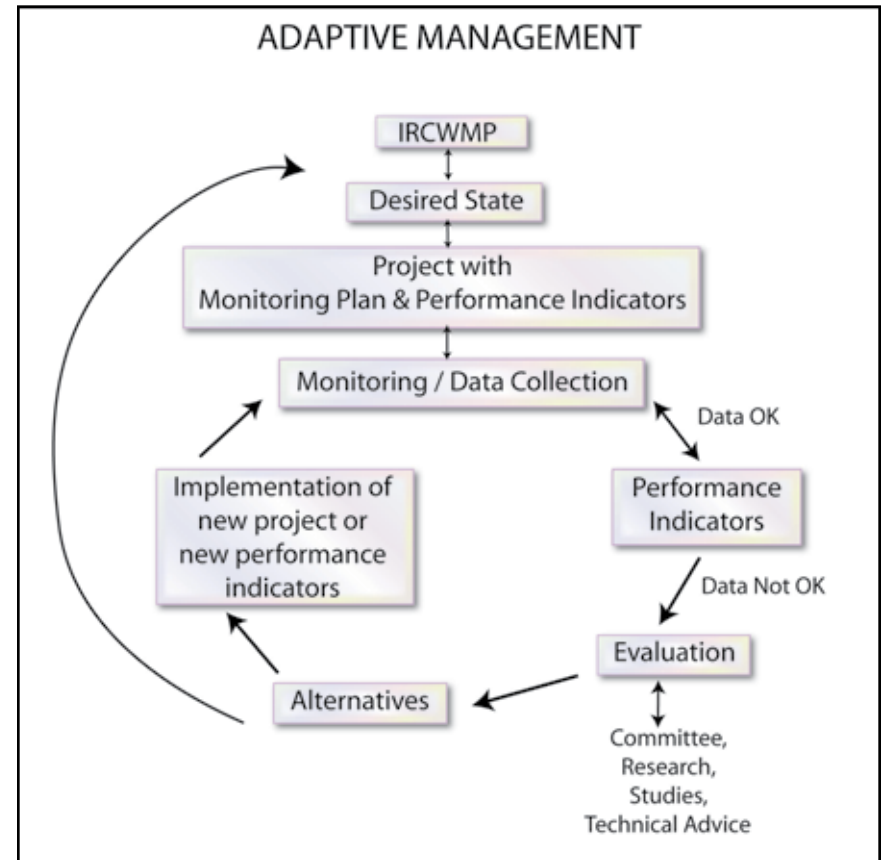 ADAPTIVE MANAGEMENT
IRCWMP
Desired State
Project with
Monitoring Plan & Performance Indicators
Monitoring / Data Collection
Data OK
Performance
Indicators
Data Not OK
Evaluation
Committee,
Research,
Studies,
Technical Advice
Alternatives
Implementation of
new project or
new performance
indicators